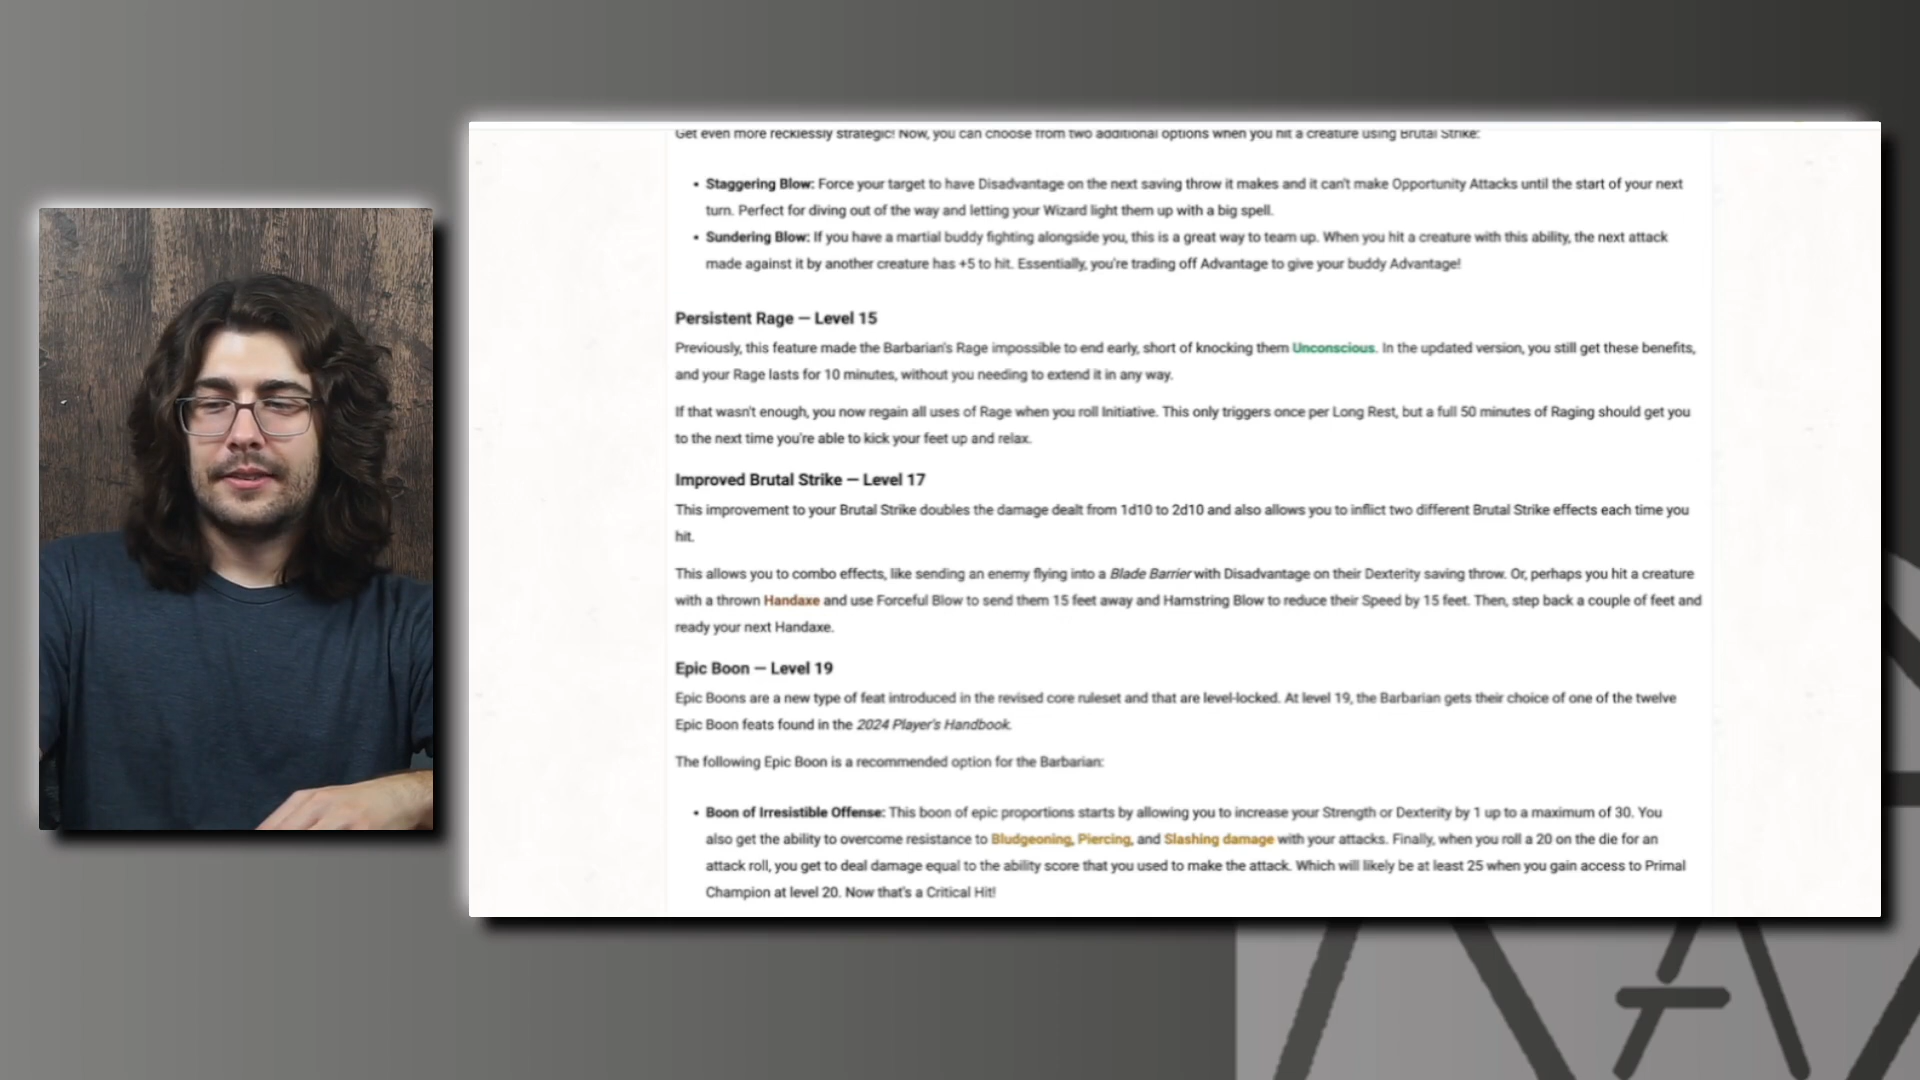 Get even more recklessly strategic! Now, you can choose from two additional options when you hit a creature using Brutal Strike:
• Staggering Blow: Force your target to have Disadvantage on the next saving throw it makes and it can't make Opportunity Attacks until the start of your next
turn. Perfect for diving out of the way and letting your Wizard light them up with a big spell.
• Sundering Blow: If you have a martial buddy fighting alongside you, this is a great way to team up. When you hit a creature with this ability, the next attack
made against it by another creature has +5 to hit. Essentially, you're trading off Advantage to give your buddy Advantage!
Persistent Rage — Level 15
Previously, this feature made the Barbarian's Rage impossible to end early, short of knocking them Unconscious. In the updated version, you still get these benefits,
and your Rage lasts for 10 minutes, without you needing to extend it in any way.
If that wasn't enough, you now regain all uses of Rage when you roll Initiative. This only triggers once per Long Rest, but a full 50 minutes of Raging should get you
to the next time you're able to kick your feet up and relax.
Improved Brutal Strike — Level 17
This improvement to your Brutal Strike doubles the damage dealt from 1d10 to 2d10 and also allows you to inflict two different Brutal Strike effects each time you
hit.
This allows you to combo effects, like sending an enemy flying into a Blade Barrier with Disadvantage on their Dexterity saving throw. Or, perhaps you hit a creature
with a thrown Handaxe and use Forceful Blow to send them 15 feet away and Hamstring Blow to reduce their Speed by 15 feet. Then, step back a couple of feet and
ready your next Handaxe.
Epic Boon — Level 19
Epic Boons are a new type of feat introduced in the revised core ruleset and that are level-locked. At level 19, the Barbarian gets their choice of one of the twelve
Epic Boon feats found in the 2024 Player's Handbook.
The following Epic Boon is a recommended option for the Barbarian:
• Boon of Irresistible Offense: This boon of epic proportions starts by allowing you to increase your Strength or Dexterity by 1 up to a maximum of 30. You
also get the ability to overcome resistance to Bludgeoning, Piercing, and Slashing damage with your attacks. Finally, when you roll a 20 on the die for an
attack roll, you get to deal damage equal to the ability score that you used to make the attack. Which will likely be at least 25 when you gain access to Primal
Champion at level 20. Now that's a Critical Hit!